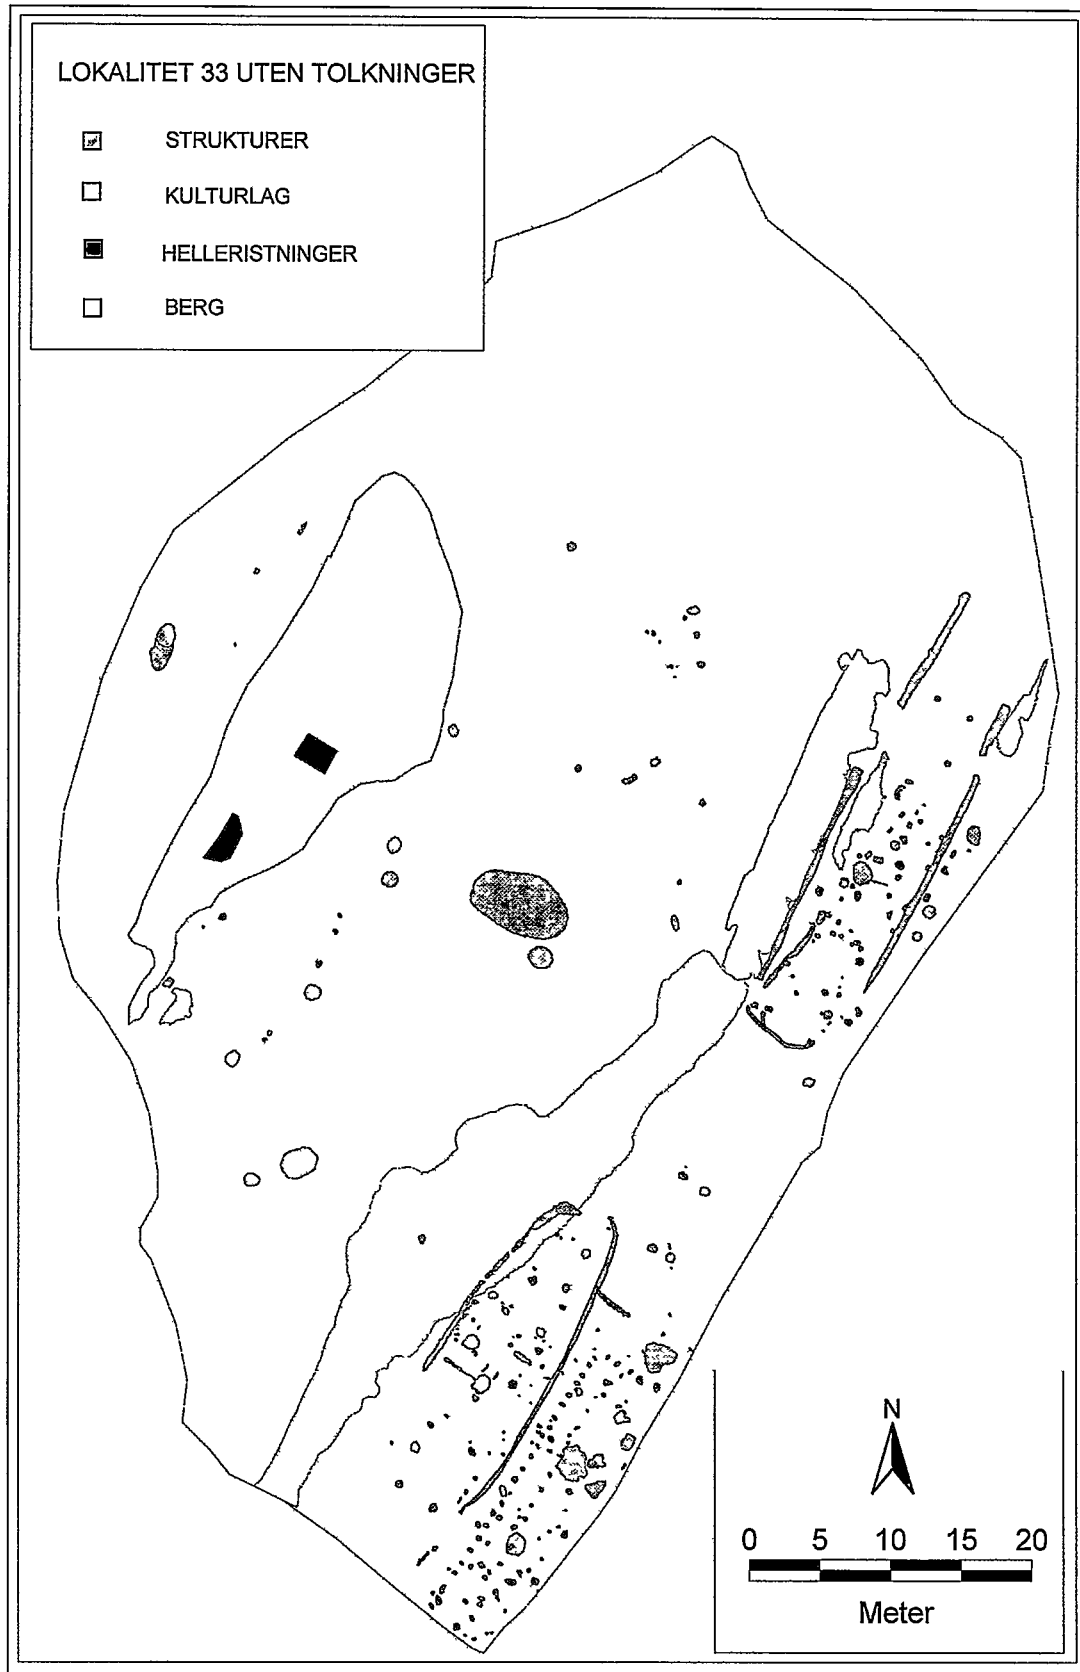 LOKALITET 33 UTEN TOLKNINGER
STRUKTURER
KULTURLAG
HELLERISTNINGER
BERG
N
0 5 10 15 20
Meter